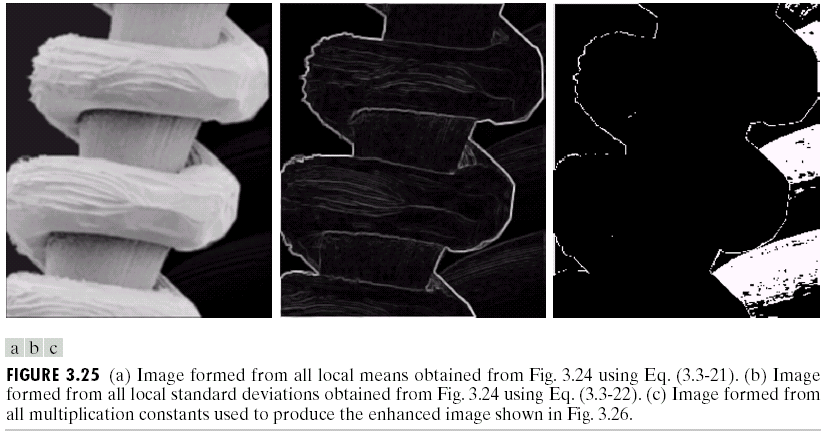 a b c
FIGURE 3.25 (a) Image formed from all local means obtained from Fig. 3.24 using Eq. (3.3-21). (b) Image
formed from all local standard deviations obtained from Fig. 3.24 using Eq. (3.3-22). (c) Image formed from
all multiplication constants used to produce the enhanced image shown in Fig. 3.26.